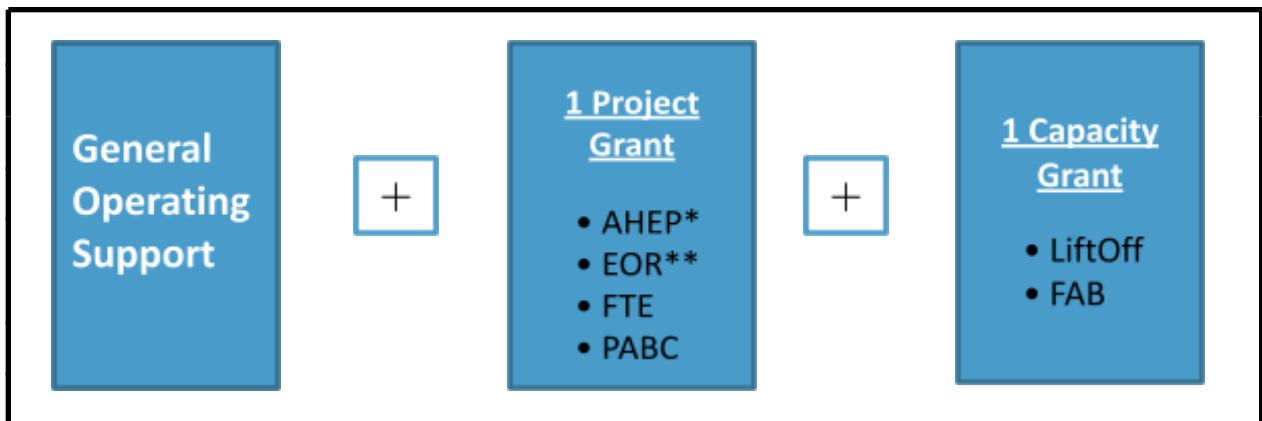 General
Operating
Support
+
1 Project
Grant
• AHEP*
• EOR**
• FTE
• PABC
+
1 Capacity
Grant
• LiftOff
• FAB